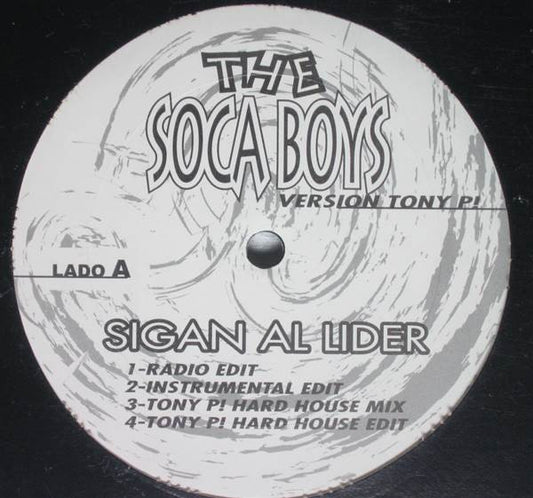 THE
SOCA BOYS
VERSION TONY P!
LADO A
SIGAN AL LIDER
1-RADIO EDIT
2-INSTRUMENTAL EDIT
3-TONY P! HARD HOUSE MIX
4-TONY P! HARD HOUSE EDIT